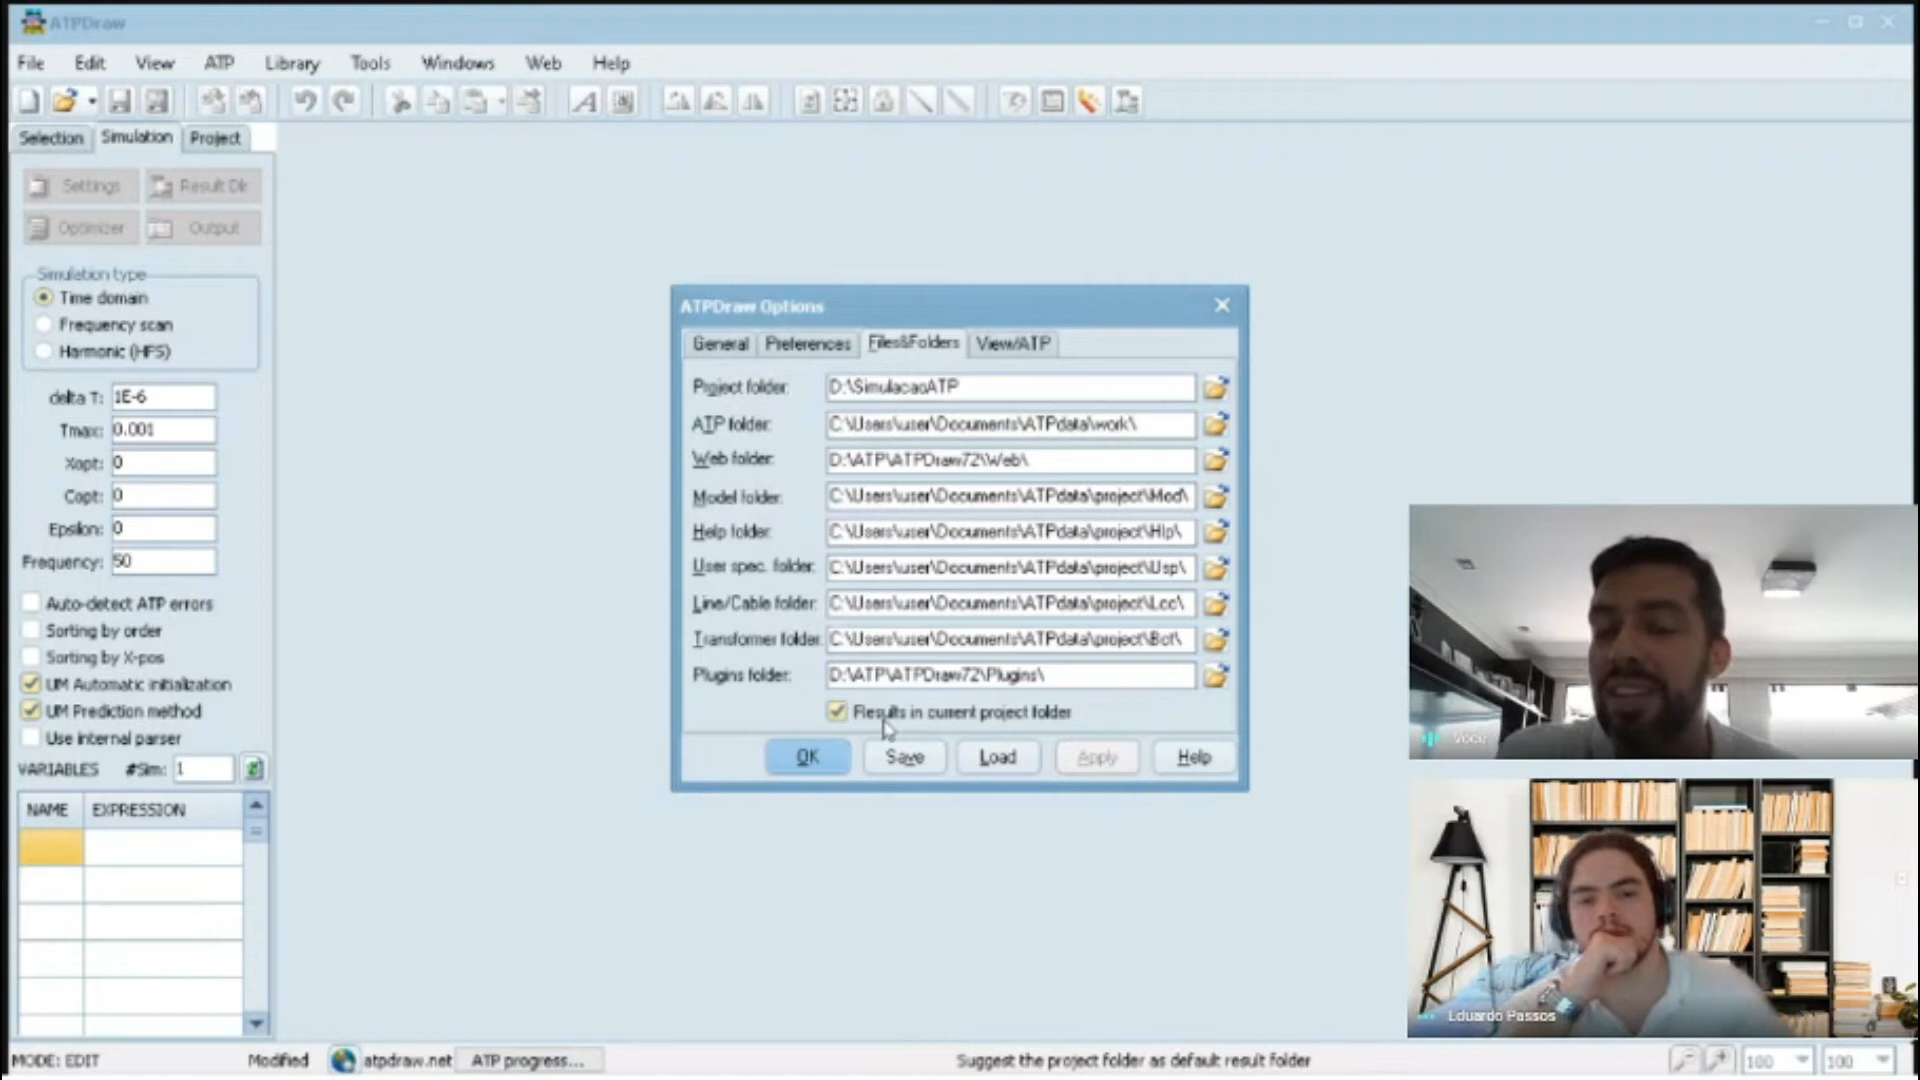 ATPDraw
File Edit View ATP Library Tools Windows Web Help
Selection Simulation Project
Settings Result Dir
Optimizer Output
Simulation type
Time domain
Frequency scan
Harmonic (HFS)
delta T: 1E-6
Tmax: 0.001
Xopt: 0
Copt: 0
Epsilon: 0
Frequency: 50
Auto-detect ATP errors
Sorting by order
Sorting by X-pos
UM Automatic initialization
UM Prediction method
Use internal parser
VARIABLES #Sim: 1
NAME EXPRESSION
ATPDraw Options
General Preferences Files&Folders View/ATP
Project folder: D:\SimulacaoATP
ATP folder: C:\Users\user\Documents\ATPdata\work\
Web folder: D:\ATP\ATPDraw72\Web\
Model folder: C:\Users\user\Documents\ATPdata\project\Mod\
Help folder: C:\Users\user\Documents\ATPdata\project\Hlp\
User spec. folder: C:\Users\user\Documents\ATPdata\project\Usp\
Line/Cable folder: C:\Users\user\Documents\ATPdata\project\Lcc\
Transformer folder: C:\Users\user\Documents\ATPdata\project\Bct\
Plugins folder: D:\ATP\ATPDraw72\Plugins\
Results in current project folder
OK Save Load Apply Help
Você
Eduardo Passos
MODE: EDIT Modified atpdraw.net ATP progress... Suggest the project folder as default result folder 100 100